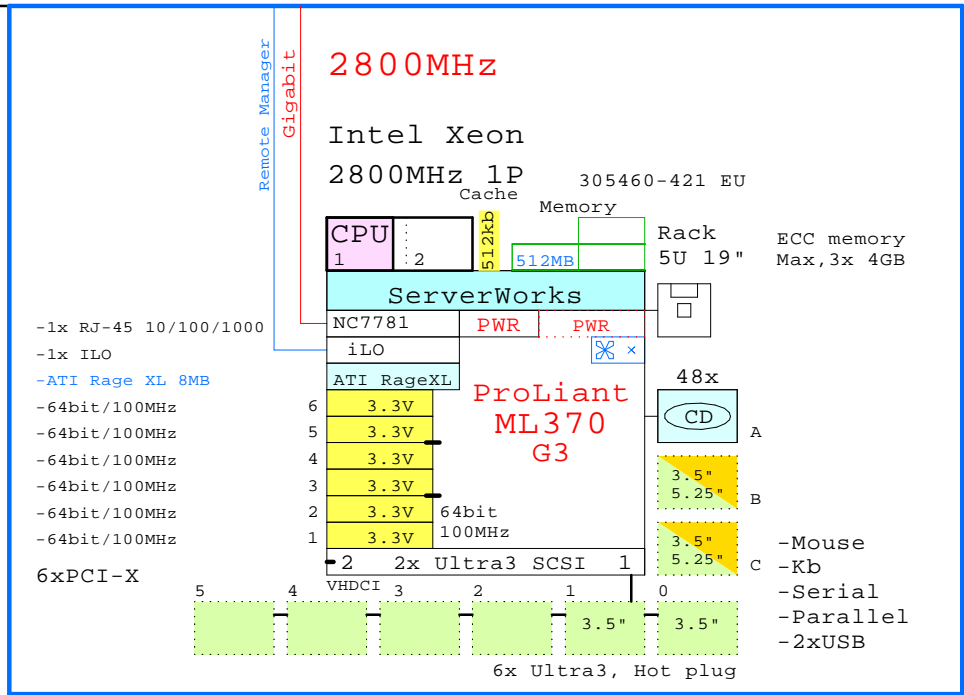 Remote Manager
Gigabit
2800MHz
Intel Xeon
2800MHz 1P
305460-421 EU
Cache
Memory
CPU
1
2
512kb
512MB
Rack
5U 19"
ECC memory
Max,3x 4GB
ServerWorks
-1x RJ-45 10/100/1000
NC7781
PWR
PWR
-1x ILO
iLO
×
-ATI Rage XL 8MB
ATI RageXL
48x
ProLiant
ML370
G3
CD
A
-64bit/100MHz
6
3.3V
-64bit/100MHz
5
3.3V
-64bit/100MHz
4
3.3V
-64bit/100MHz
3
3.3V
-64bit/100MHz
2
3.3V
-64bit/100MHz
1
3.3V
64bit
100MHz
3.5"
5.25"
B
3.5"
5.25"
C
6xPCI-X
2
2x Ultra3 SCSI
1
VHDCI
-Mouse
-Kb
-Serial
-Parallel
-2xUSB
5
4
3
2
1
0
3.5"
3.5"
6x Ultra3, Hot plug